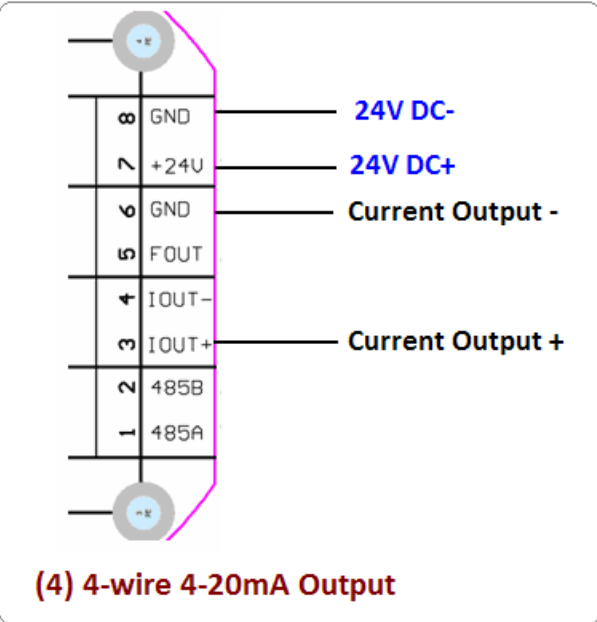 8 GND 24V DC-
7 +24V 24V DC+
6 GND Current Output -
5 FOUT
4 IOUT-
3 IOUT+ Current Output +
2 485B
1 485A
(4) 4-wire 4-20mA Output